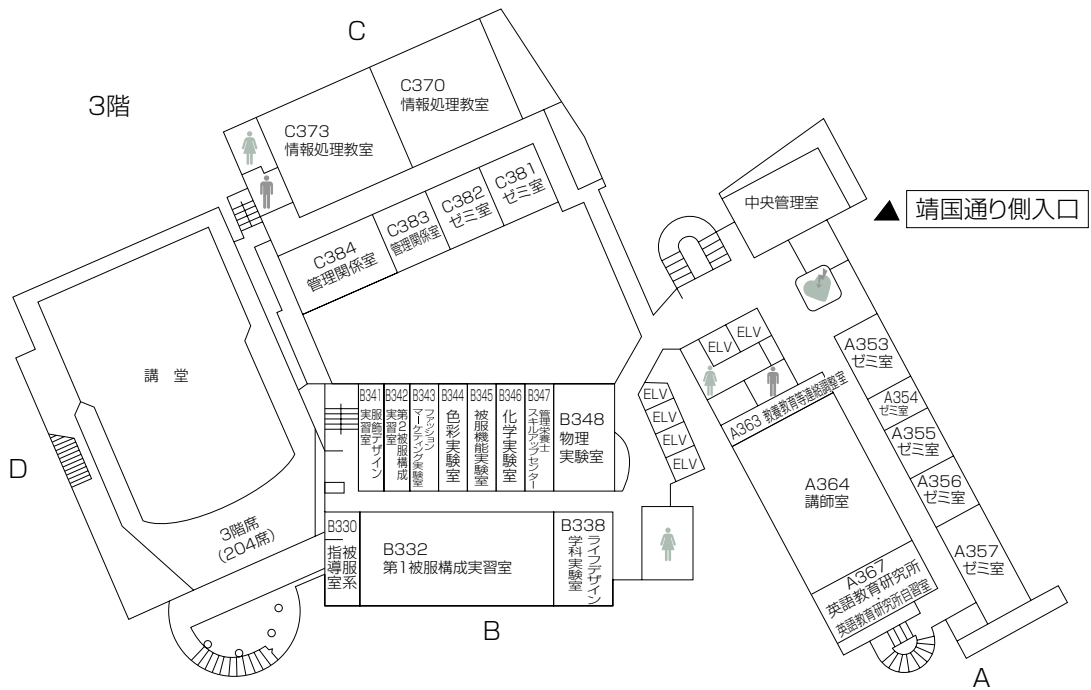 C
3階
C370
情報処理教室
C373
情報処理教室
C381
ゼミ室
C382
ゼミ室
C383
管理関係室
C384
管理関係室
中央管理室
▲ 靖国通り側入口
ELV
ELV
A353
ゼミ室
A354
ゼミ室
A355
ゼミ室
A356
ゼミ室
A357
ゼミ室
A363 教養教育等連絡調整室
A364
講師室
A367
英語教育研究所
・
英語教育研究所自習室
A
講 堂
D
3階席
(204席)
B341
服飾デザイン
実習室
B342
第2被服構成
実習室
B343
ファッション
マーケティング実験室
B344
色彩実験室
B345
被服機能実験室
B346
化学実験室
B347
管理栄養士
スキルアップセンター
B348
物理
実験室
ELV
ELV
ELV
ELV
B330
被服系
指導室
B332
第1被服構成実習室
B338
ライフデザイン
学科実験室
B